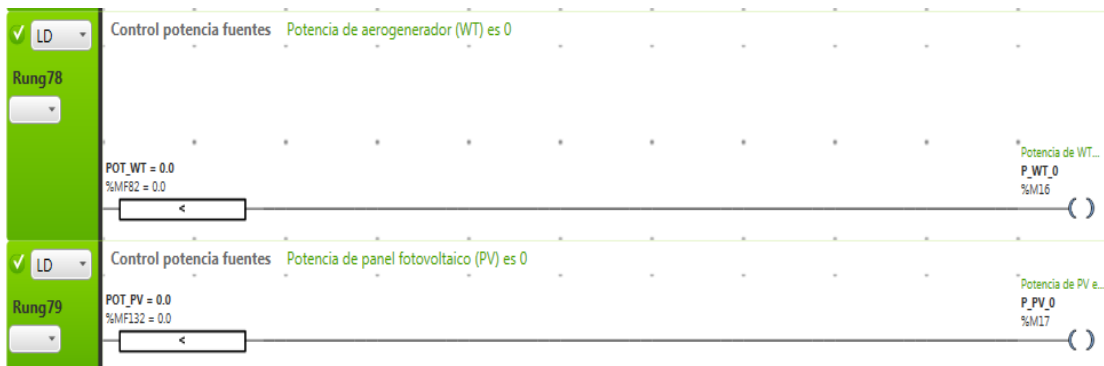 LD
Control potencia fuentes Potencia de aerogenerador (WT) es 0
Rung78
Potencia de WT...
POT_WT = 0.0
P_WT_0
%MF82 = 0.0
%M16
<
( )
LD
Control potencia fuentes Potencia de panel fotovoltaico (PV) es 0
Rung79
Potencia de PV e...
POT_PV = 0.0
P_PV_0
%MF132 = 0.0
%M17
<
( )